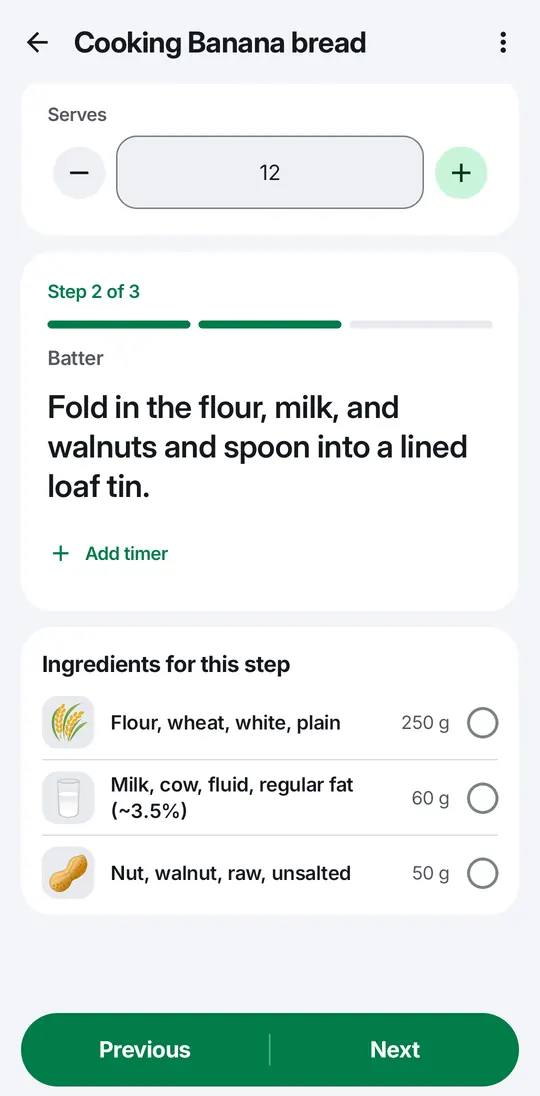 Cooking Banana bread
Serves
12
Step 2 of 3
Batter
Fold in the flour, milk, and
walnuts and spoon into a lined
loaf tin.
Add timer
Ingredients for this step
Flour, wheat, white, plain 250 g
Milk, cow, fluid, regular fat
(~3.5%) 60 g
Nut, walnut, raw, unsalted 50 g
Previous Next